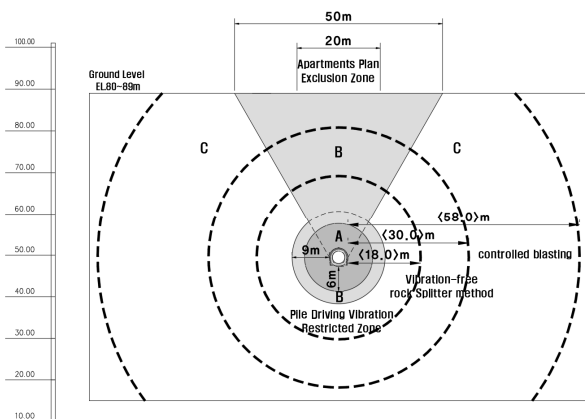 50m
20m
Apartments Plan
Exclusion Zone
Ground Level
EL.80~89m
100.00
90.00
80.00
70.00
60.00
50.00
40.00
30.00
20.00
10.00
C
B
C
A
B
〈58.0〉m
〈30.0〉m
〈18.0〉m
9m
6m
controlled blasting
Vibration-free
rock Splitter method
Pile Driving Vibration
Restricted Zone